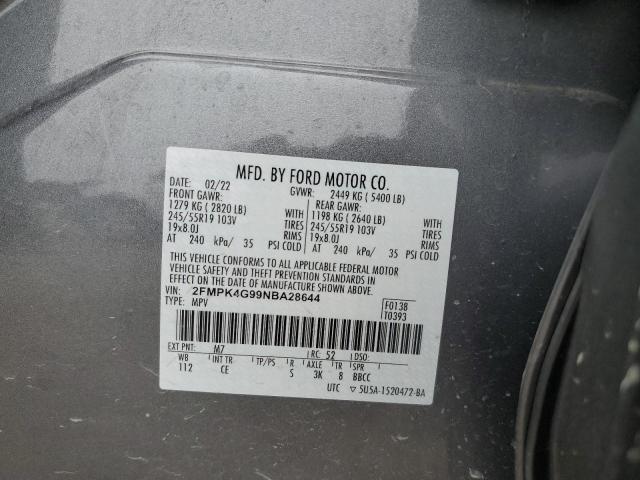 MFD. BY FORD MOTOR CO.
DATE: 02/22 GVWR: 2449 KG ( 5400 LB)
FRONT GAWR: REAR GAWR:
1279 KG ( 2820 LB) WITH 1198 KG ( 2640 LB) WITH
245/55R19 103V TIRES 245/55R19 103V TIRES
19x8.0J RIMS 19x8.0J RIMS
AT 240 kPa/ 35 PSI COLD AT 240 kPa/ 35 PSI COLD
THIS VEHICLE CONFORMS TO ALL APPLICABLE FEDERAL MOTOR
VEHICLE SAFETY AND THEFT PREVENTION STANDARDS IN
EFFECT ON THE DATE OF MANUFACTURE SHOWN ABOVE.
VIN: 2FMPK4G99NBA28644 F0138
TYPE: MPV T0393
EXT PNT: M7 RC: 52 DSO:
WB INT TR TP/PS R AXLE TR SPR
112 CE S 3K 8 BBCC
UTC ▽ 5U5A-1520472-BA